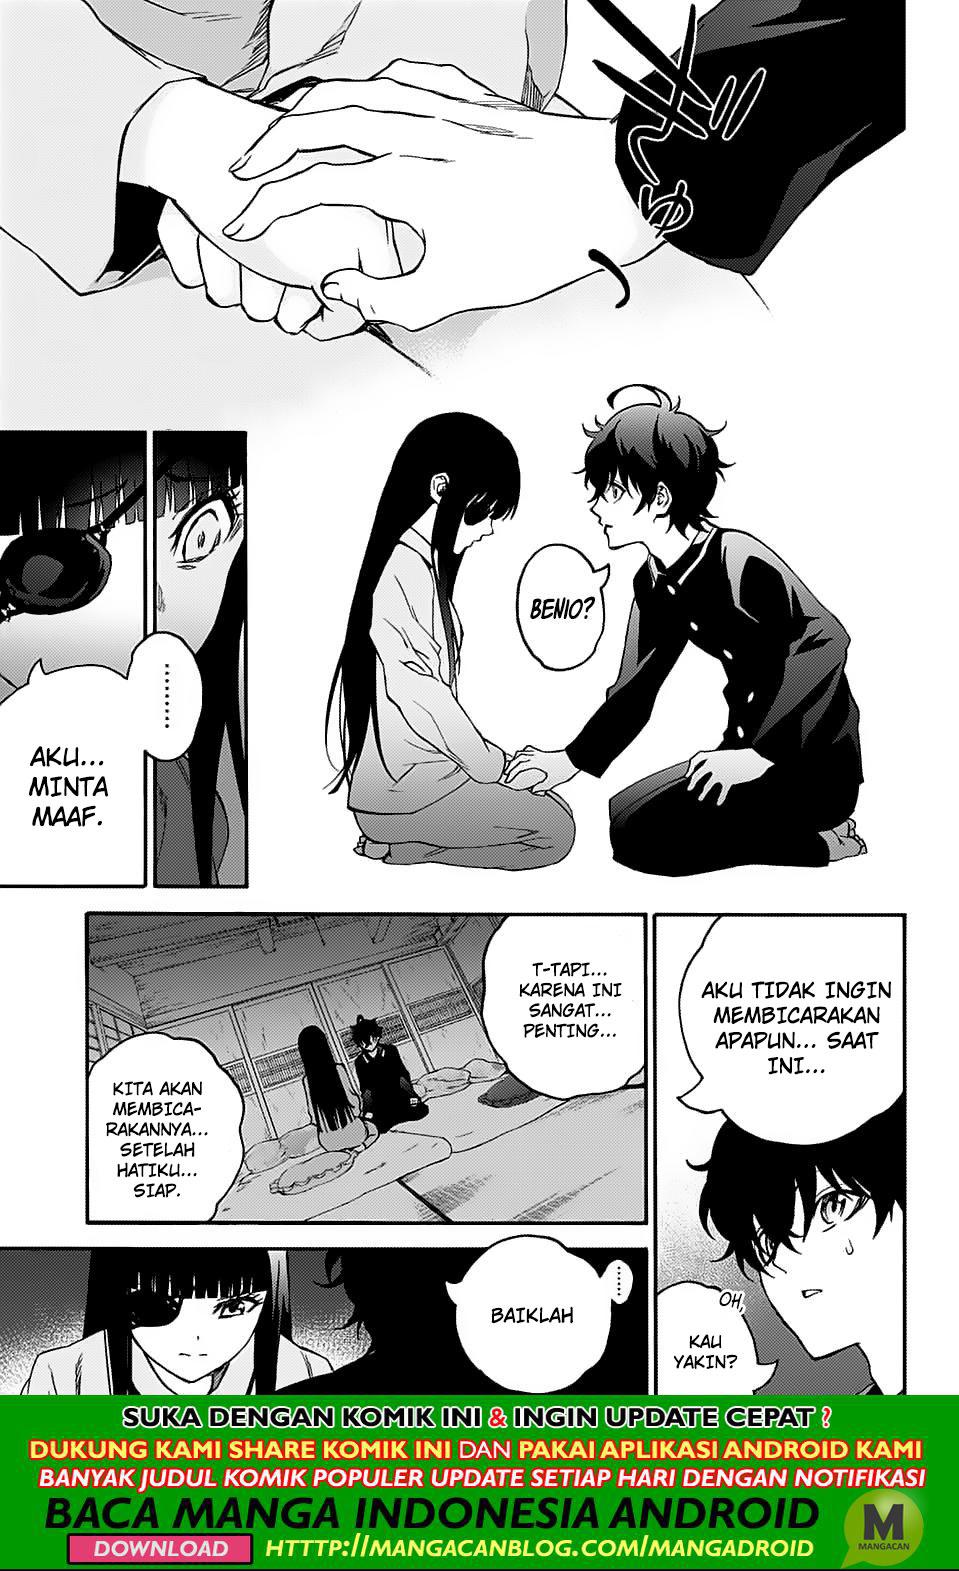 ぎゅ
BENIO?
.........
AKU...
MINTA
MAAF.
AKU TIDAK INGIN
MEMBICARAKAN
APAPUN... SAAT
INI...
OH,
KAU
YAKIN?
T-TAPI...
KARENA INI
SANGAT...
PENTING...
KITA AKAN
MEMBICA-
RAKANNYA...
SETELAH
HATIKU...
SIAP.
......
BAIKLAH
SUKA DENGAN KOMIK INI & INGIN UPDATE CEPAT ?
DUKUNG KAMI SHARE KOMIK INI DAN PAKAI APLIKASI ANDROID KAMI
BANYAK JUDUL KOMIK POPULER UPDATE SETIAP HARI DENGAN NOTIFIKASI
BACA MANGA INDONESIA ANDROID
DOWNLOAD HTTTP://MANGACANBLOG.COM/MANGADROID
M
MANGACAN